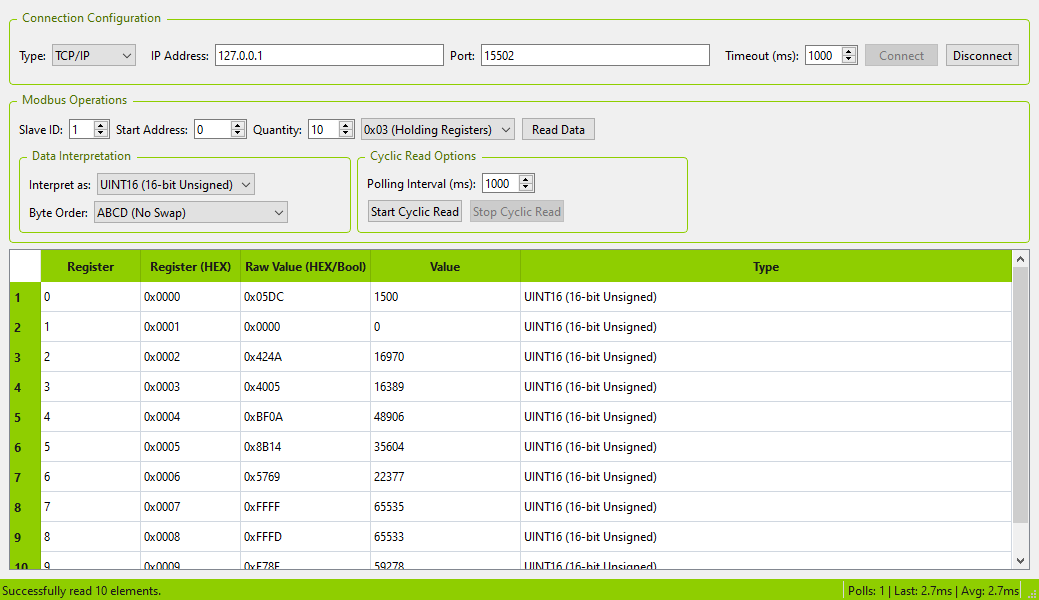 Connection Configuration
Type: TCP/IP IP Address: 127.0.0.1 Port: 15502 Timeout (ms): 1000 Connect Disconnect
Modbus Operations
Slave ID: 1 Start Address: 0 Quantity: 10 0x03 (Holding Registers) Read Data
Data Interpretation
Interpret as: UINT16 (16-bit Unsigned)
Byte Order: ABCD (No Swap)
Cyclic Read Options
Polling Interval (ms): 1000
Start Cyclic Read Stop Cyclic Read
Register Register (HEX) Raw Value (HEX/Bool) Value Type
1 0 0x0000 0x05DC 1500 UINT16 (16-bit Unsigned)
2 1 0x0001 0x0000 0 UINT16 (16-bit Unsigned)
3 2 0x0002 0x424A 16970 UINT16 (16-bit Unsigned)
4 3 0x0003 0x4005 16389 UINT16 (16-bit Unsigned)
5 4 0x0004 0xBF0A 48906 UINT16 (16-bit Unsigned)
6 5 0x0005 0x8B14 35604 UINT16 (16-bit Unsigned)
7 6 0x0006 0x5769 22377 UINT16 (16-bit Unsigned)
8 7 0x0007 0xFFFF 65535 UINT16 (16-bit Unsigned)
9 8 0x0008 0xFFFD 65533 UINT16 (16-bit Unsigned)
10 9 0x0009 59278 UINT16 (16-bit Unsigned)
Successfully read 10 elements. Polls: 1 | Last: 2.7ms | Avg: 2.7ms